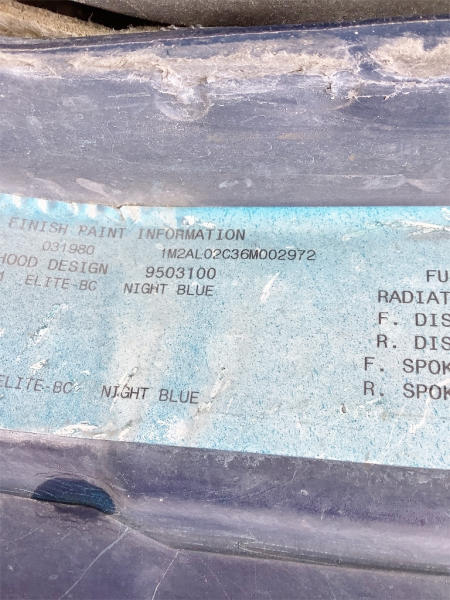 FINISH PAINT INFORMATION
031980 1M2AL02C36M002972
HOOD DESIGN 9503100
ELITE-BC NIGHT BLUE
ELITE-BC NIGHT BLUE
FU
RADIAT
F. DIS
R. DIS
F. SPOK
R. SPOK